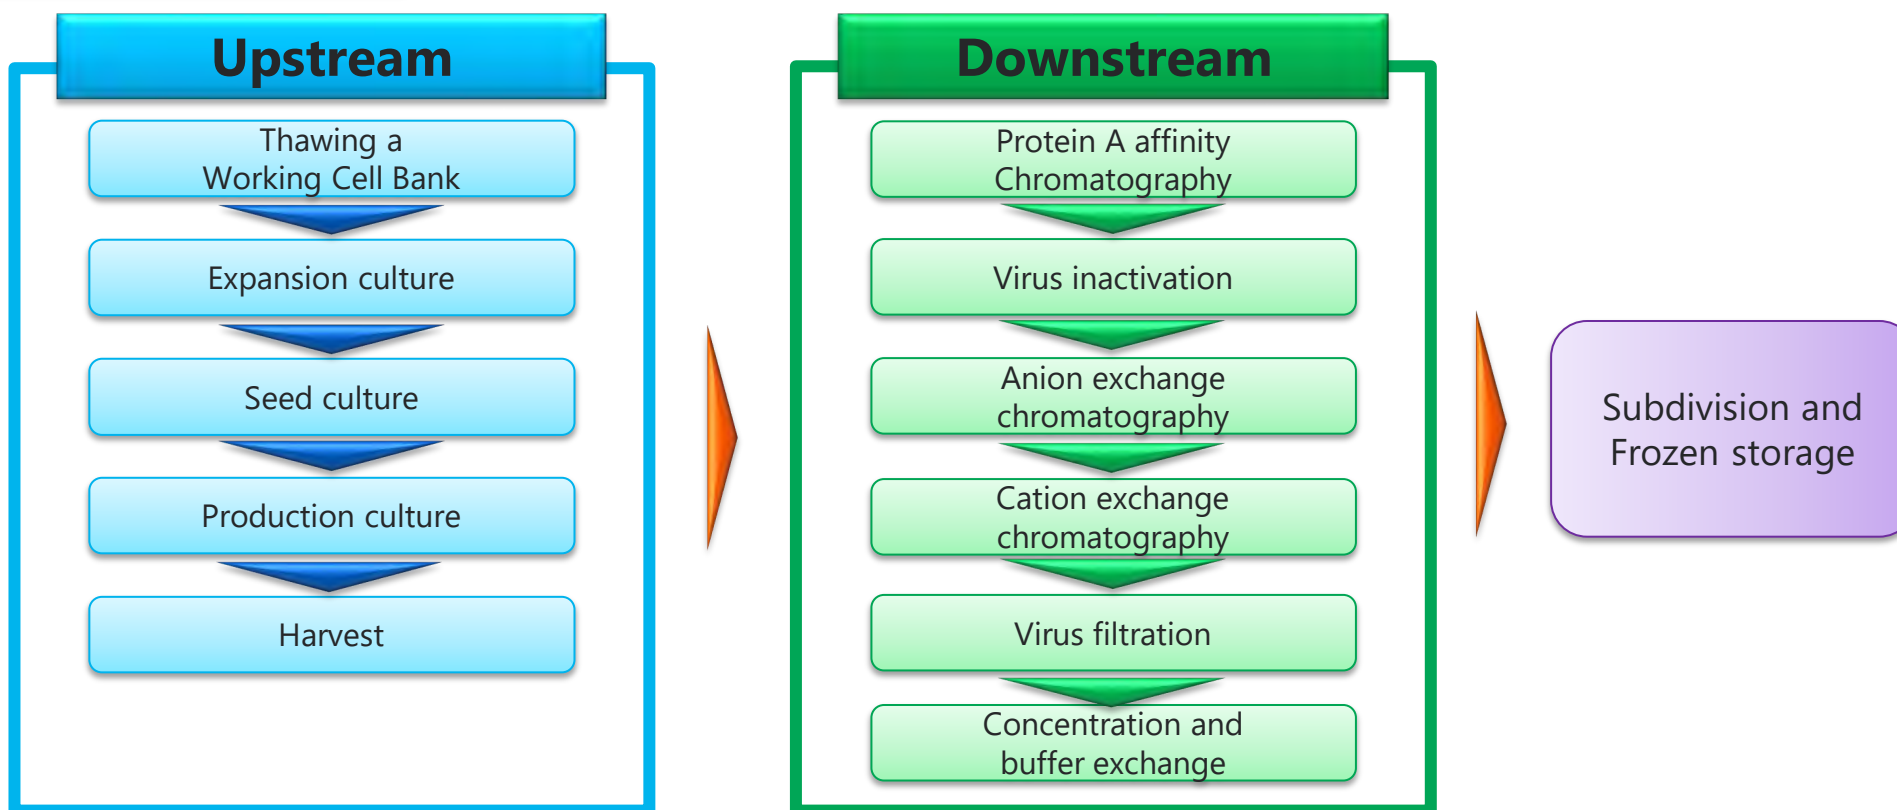 Upstream
Thawing a
Working Cell Bank
Expansion culture
Seed culture
Production culture
Harvest
Downstream
Protein A affinity
Chromatography
Virus inactivation
Anion exchange
chromatography
Cation exchange
chromatography
Virus filtration
Concentration and
buffer exchange
Subdivision and
Frozen storage